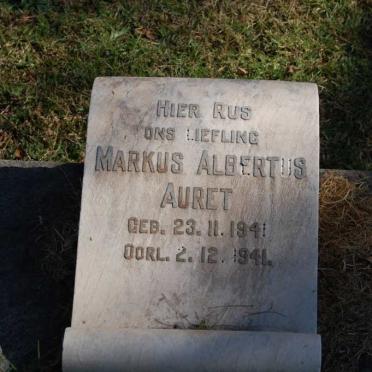 HIER RUS
ONS LIEFLING
MARKUS ALBERTUS
AURET
GEB. 23. 11. 1941
OORL. 2. 12. 1941.